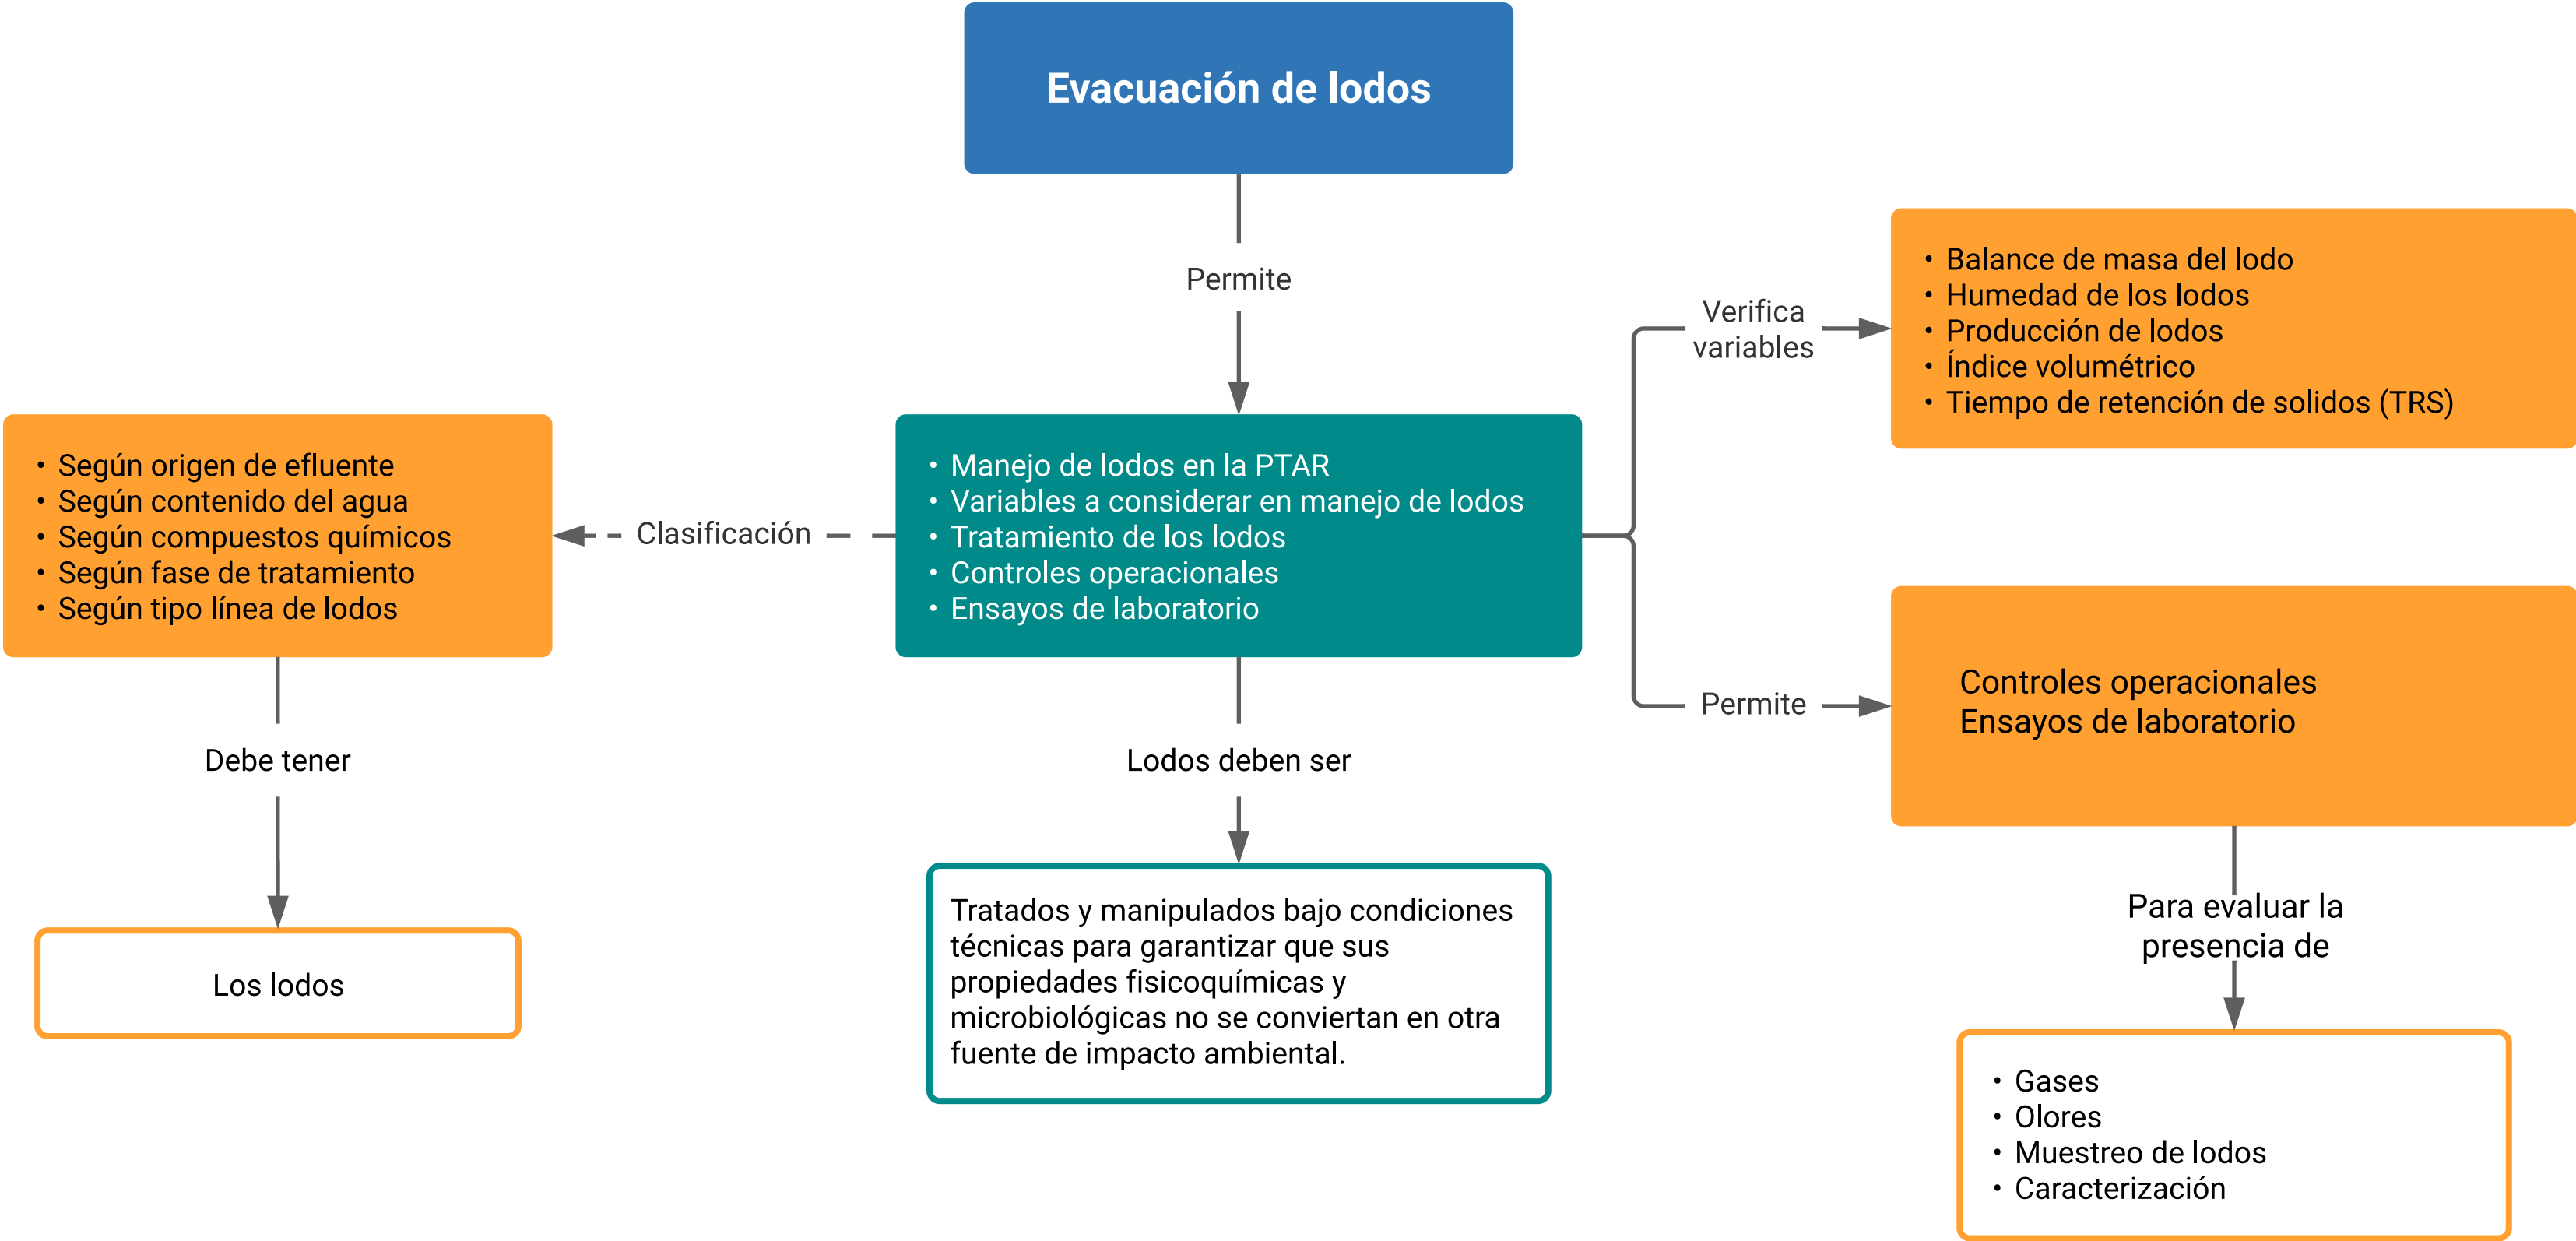 Evacuación de lodos
Permite
• Manejo de lodos en la PTAR
• Variables a considerar en manejo de lodos
• Tratamiento de los lodos
• Controles operacionales
• Ensayos de laboratorio
Clasificación
• Según origen de efluente
• Según contenido del agua
• Según compuestos químicos
• Según fase de tratamiento
• Según tipo línea de lodos
Debe tener
Los lodos
Lodos deben ser
Tratados y manipulados bajo condiciones
técnicas para garantizar que sus
propiedades fisicoquímicas y
microbiológicas no se conviertan en otra
fuente de impacto ambiental.
Verifica
variables
• Balance de masa del lodo
• Humedad de los lodos
• Producción de lodos
• Índice volumétrico
• Tiempo de retención de solidos (TRS)
Permite
Controles operacionales
Ensayos de laboratorio
Para evaluar la
presencia de
• Gases
• Olores
• Muestreo de lodos
• Caracterización